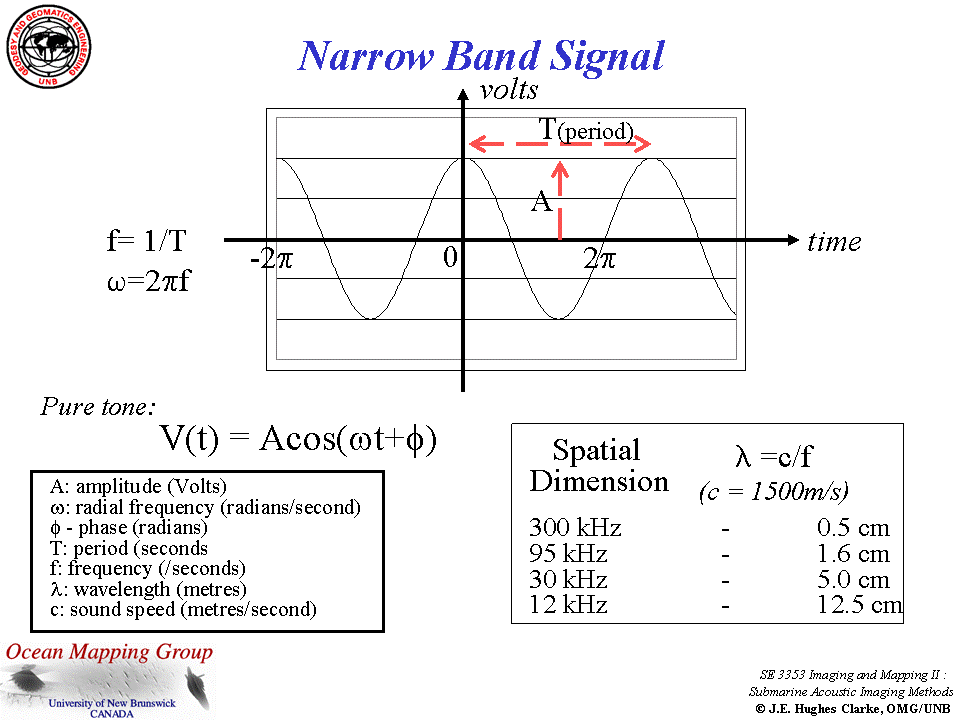 GEODESY AND GEOMATICS ENGINEERING
UNB
Narrow Band Signal
volts
T(period)
A
f= 1/T
ω=2πf
-2π
0
2π
time
Pure tone:
V(t) = Acos(ωt+ϕ)
A: amplitude (Volts)
ω: radial frequency (radians/second)
ϕ - phase (radians)
T: period (seconds
f: frequency (/seconds)
λ: wavelength (metres)
c: sound speed (metres/second)
Spatial
Dimension
λ =c/f
(c = 1500m/s)
300 kHz - 0.5 cm
95 kHz - 1.6 cm
30 kHz - 5.0 cm
12 kHz - 12.5 cm
Ocean Mapping Group
University of New Brunswick
CANADA
SE 3353 Imaging and Mapping II :
Submarine Acoustic Imaging Methods
© J.E. Hughes Clarke, OMG/UNB